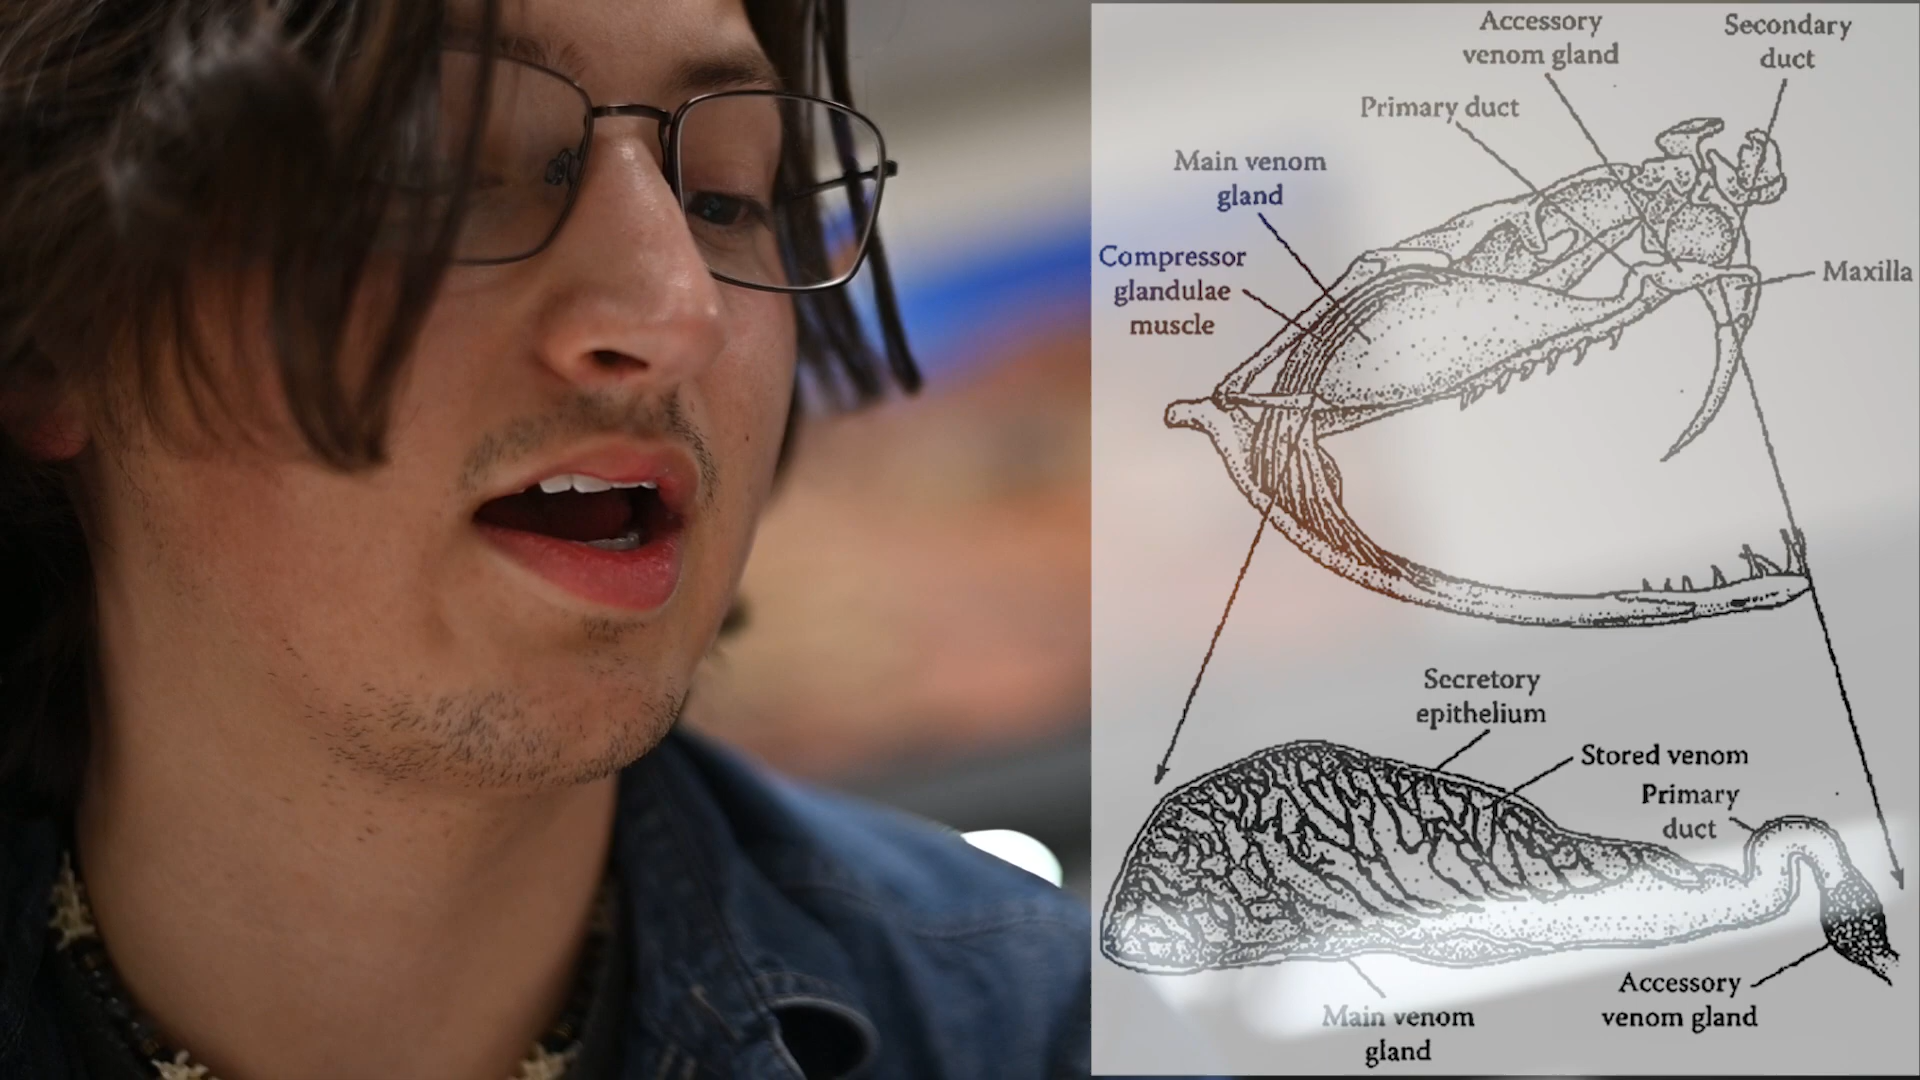 Accessory
venom gland
Secondary
duct
Primary duct
Main venom
gland
Compressor
glandulae
muscle
Maxilla
Secretory
epithelium
Stored venom
Primary
duct
Accessory
venom gland
Main venom
gland